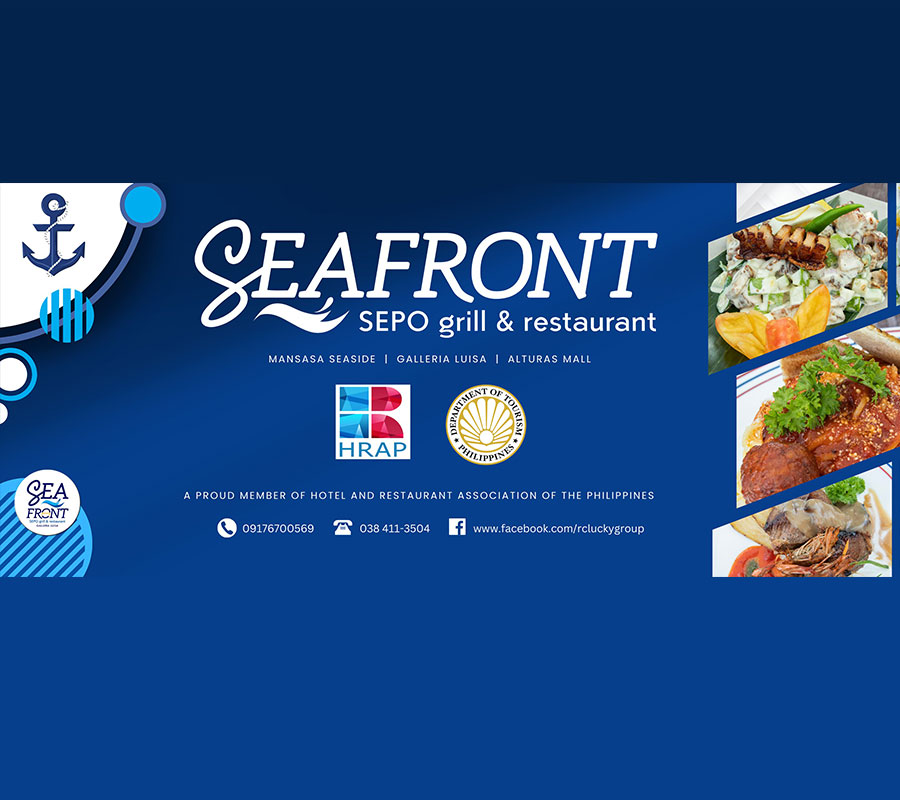 SEAFRONT
SEPO grill & restaurant
MANSASA SEASIDE | GALLERIA LUISA | ALTURAS MALL
HRAP
DEPARTMENT OF TOURISM
PHILIPPINES
A PROUD MEMBER OF HOTEL AND RESTAURANT ASSOCIATION OF THE PHILIPPINES
09176700569 038 411-3504 www.facebook.com/rcluckygroup
SEA
FRONT
SEPO grill & restaurant